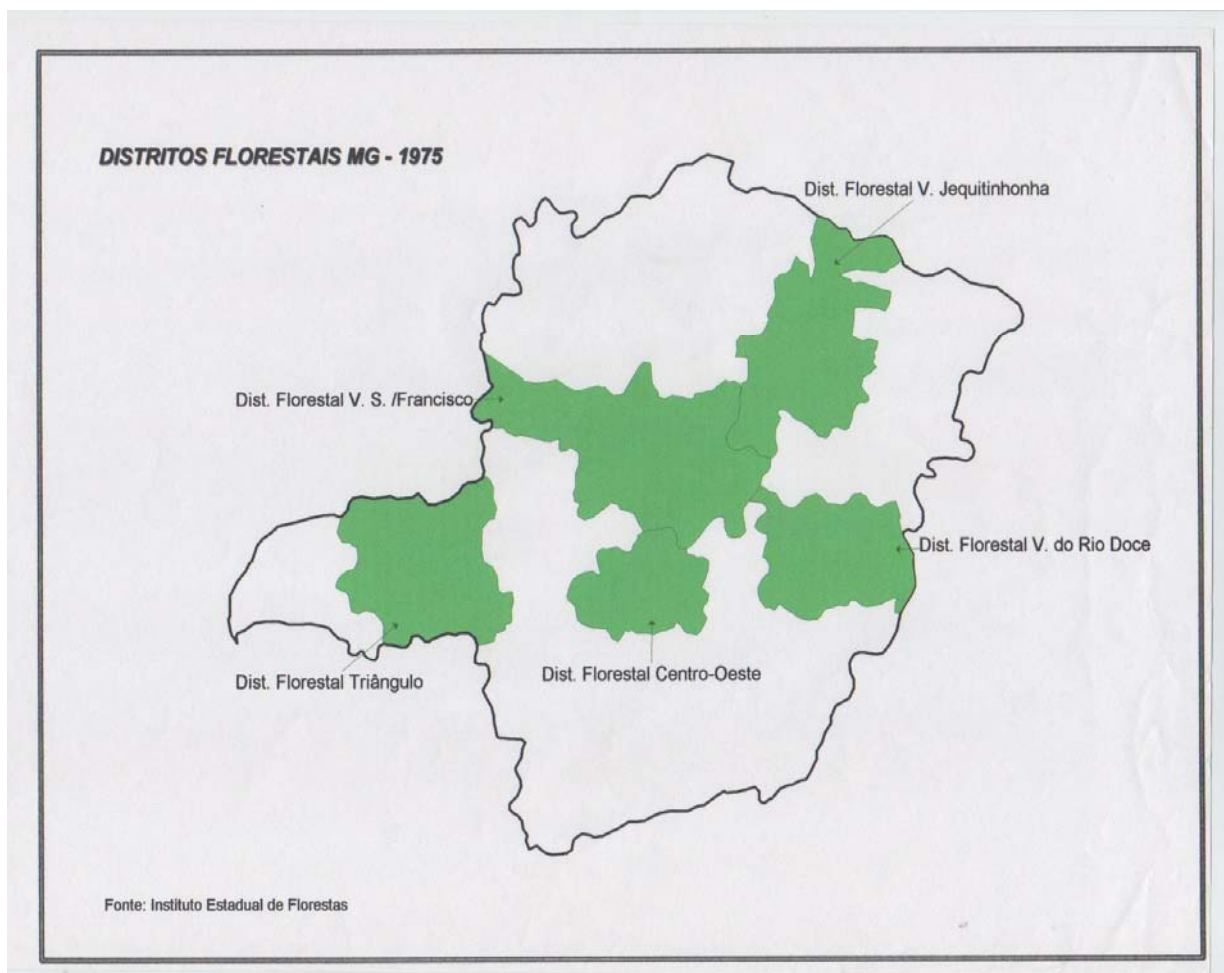 DISTRITOS FLORESTAIS MG - 1975
Dist. Florestal V. Jequitinhonha
Dist. Florestal V. S. /Francisco
Dist. Florestal V. do Rio Doce
Dist. Florestal Centro-Oeste
Dist. Florestal Triângulo
Fonte: Instituto Estadual de Florestas